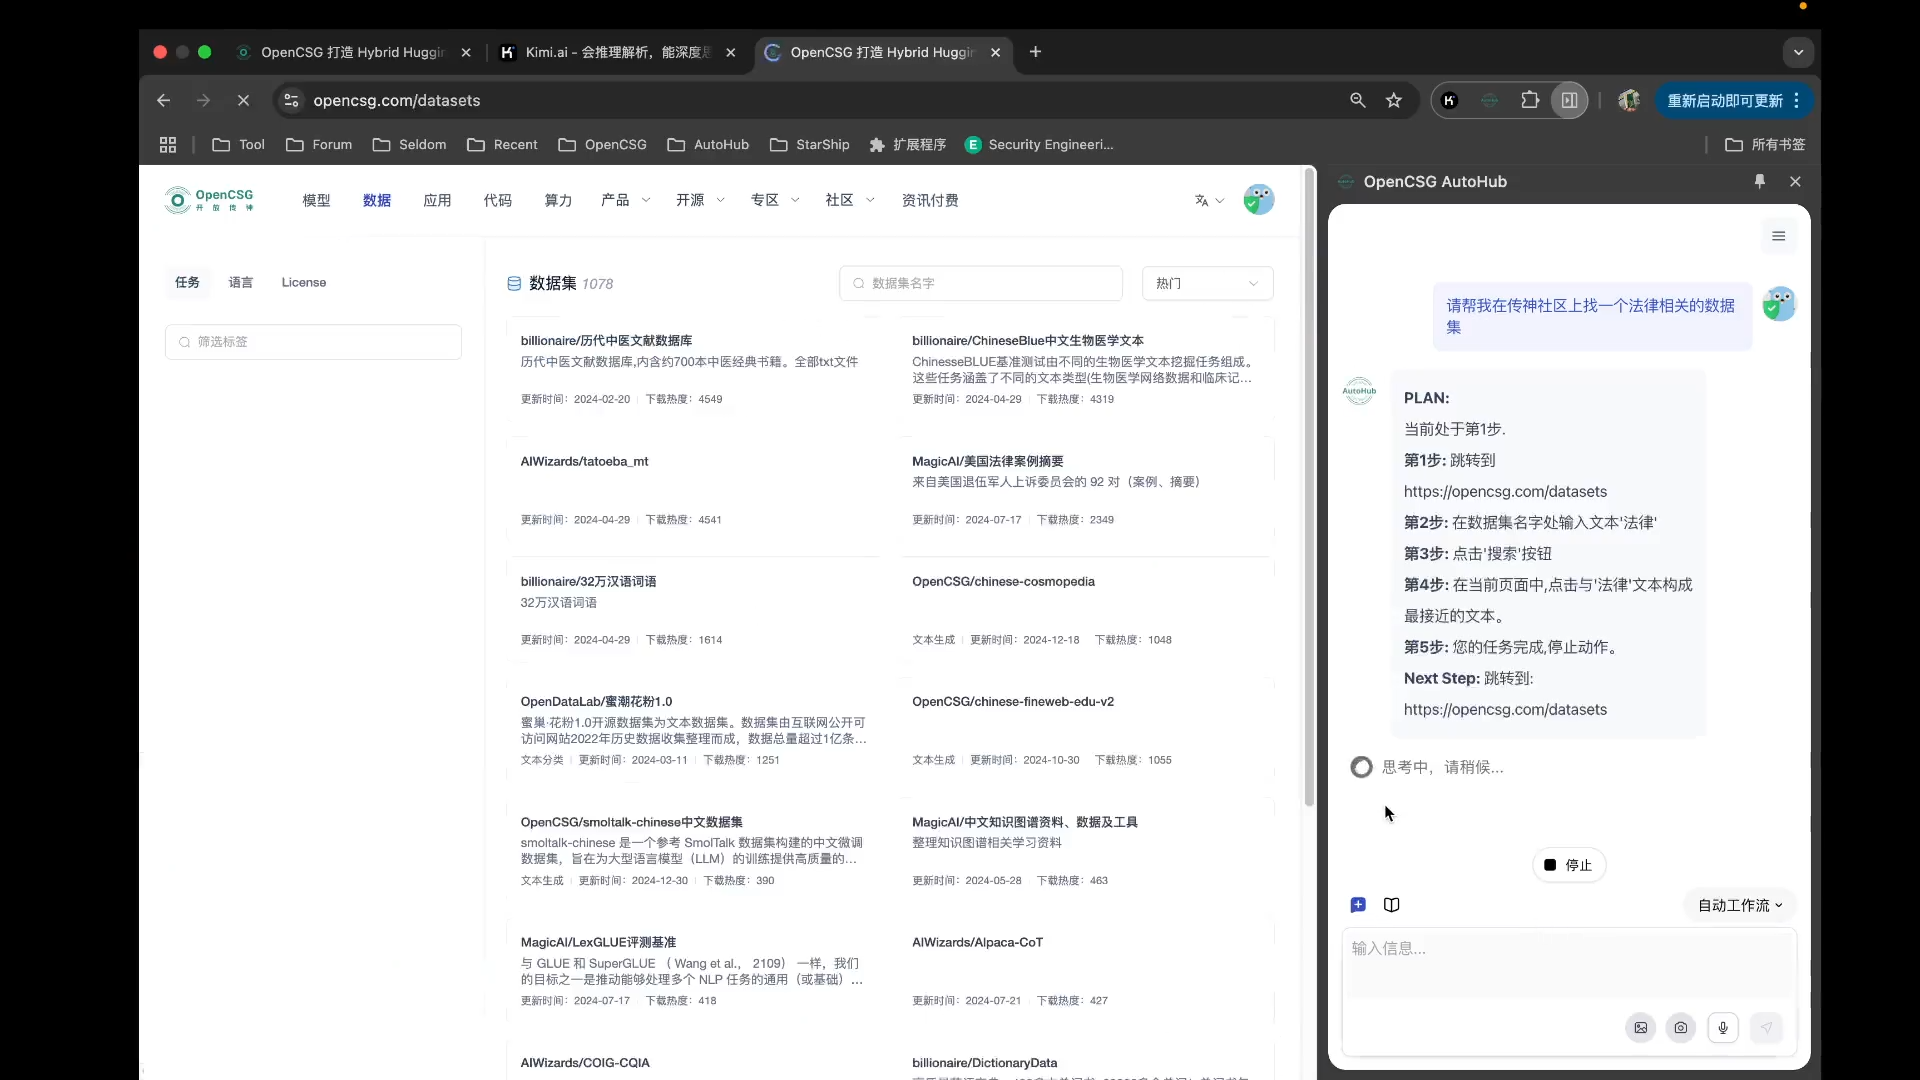 OpenCSG 打造 Hybrid Huggin
Kimi.ai - 会推理解析，能深度思
OpenCSG 打造 Hybrid Huggin
opencsg.com/datasets
重新启动即可更新
Tool
Forum
Seldom
Recent
OpenCSG
AutoHub
StarShip
扩展程序
Security Engineeri...
所有书签
OpenCSG
开放传神
模型
数据
应用
代码
算力
产品
开源
专区
社区
资讯付费
任务
语言
License
筛选标签
数据集 1078
数据集名字
热门
billionaire/历代中医文献数据库
历代中医文献数据库,内含约700本中医经典书籍。全部txt文件
更新时间：2024-02-20 下载热度：4549
billionaire/ChineseBlue中文生物医学文本
ChinesseBLUE基准测试由不同的生物医学文本挖掘任务组成。
这些任务涵盖了不同的文本类型(生物医学网络数据和临床记...
更新时间：2024-04-29 下载热度：4319
AIWizards/tatoeba_mt
更新时间：2024-04-29 下载热度：4541
MagicAI/美国法律案例摘要
来自美国退伍军人上诉委员会的 92 对（案例、摘要）
更新时间：2024-07-17 下载热度：2349
billionaire/32万汉语词语
32万汉语词语
更新时间：2024-04-29 下载热度：1614
OpenCSG/chinese-cosmopedia
文本生成 更新时间：2024-12-18 下载热度：1048
OpenDataLab/蜜潮花粉1.0
蜜巢·花粉1.0开源数据集为文本数据集。数据集由互联网公开可
访问网站2022年历史数据收集整理而成，数据总量超过1亿条...
文本分类 更新时间：2024-03-11 下载热度：1251
OpenCSG/chinese-fineweb-edu-v2
文本生成 更新时间：2024-10-30 下载热度：1055
OpenCSG/smoltalk-chinese中文数据集
smoltalk-chinese 是一个参考 SmolTalk 数据集构建的中文微调
数据集，旨在为大型语言模型（LLM）的训练提供高质量的...
文本生成 更新时间：2024-12-30 下载热度：390
MagicAI/中文知识图谱资料、数据及工具
整理知识图谱相关学习资料
更新时间：2024-05-28 下载热度：463
MagicAI/LexGLUE评测基准
与 GLUE 和 SuperGLUE （ Wang et al.， 2109） 一样，我们
的目标之一是推动能够处理多个 NLP 任务的通用（或基础）...
更新时间：2024-07-17 下载热度：418
AIWizards/Alpaca-CoT
更新时间：2024-07-21 下载热度：427
AIWizards/COIG-CQIA
billionaire/DictionaryData
OpenCSG AutoHub
请帮我在传神社区上找一个法律相关的数据
集
AutoHub
PLAN:
当前处于第1步.
第1步: 跳转到
https://opencsg.com/datasets
第2步: 在数据集名字处输入文本'法律'
第3步: 点击'搜索'按钮
第4步: 在当前页面中,点击与'法律'文本构成
最接近的文本。
第5步: 您的任务完成,停止动作。
Next Step: 跳转到:
https://opencsg.com/datasets
思考中，请稍候...
停止
自动工作流
输入信息...